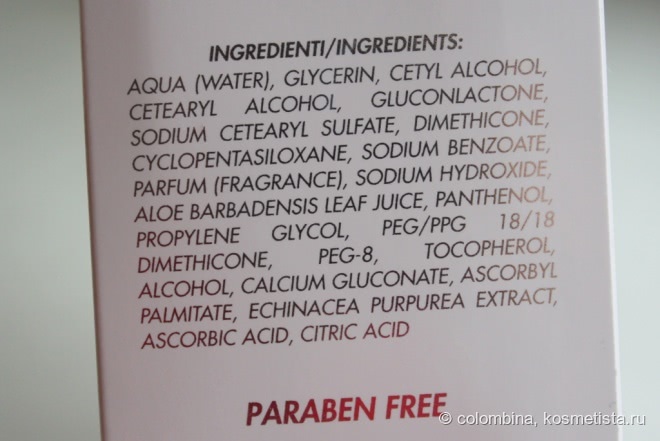 INGREDIENTI/INGREDIENTS:
AQUA (WATER), GLYCERIN, CETYL ALCOHOL,
CETEARYL ALCOHOL, GLUCONLACTONE,
SODIUM CETEARYL SULFATE, DIMETHICONE,
CYCLOPENTASILOXANE, SODIUM BENZOATE,
PARFUM (FRAGRANCE), SODIUM HYDROXIDE,
ALOE BARBADENSIS LEAF JUICE, PANTHENOL,
PROPYLENE GLYCOL, PEG/PPG 18/18
DIMETHICONE, PEG-8, TOCOPHEROL,
ALCOHOL, CALCIUM GLUCONATE, ASCORBYL
PALMITATE, ECHINACEA PURPUREA EXTRACT,
ASCORBIC ACID, CITRIC ACID
PARABEN FREE
© colombina, kosmetista.ru